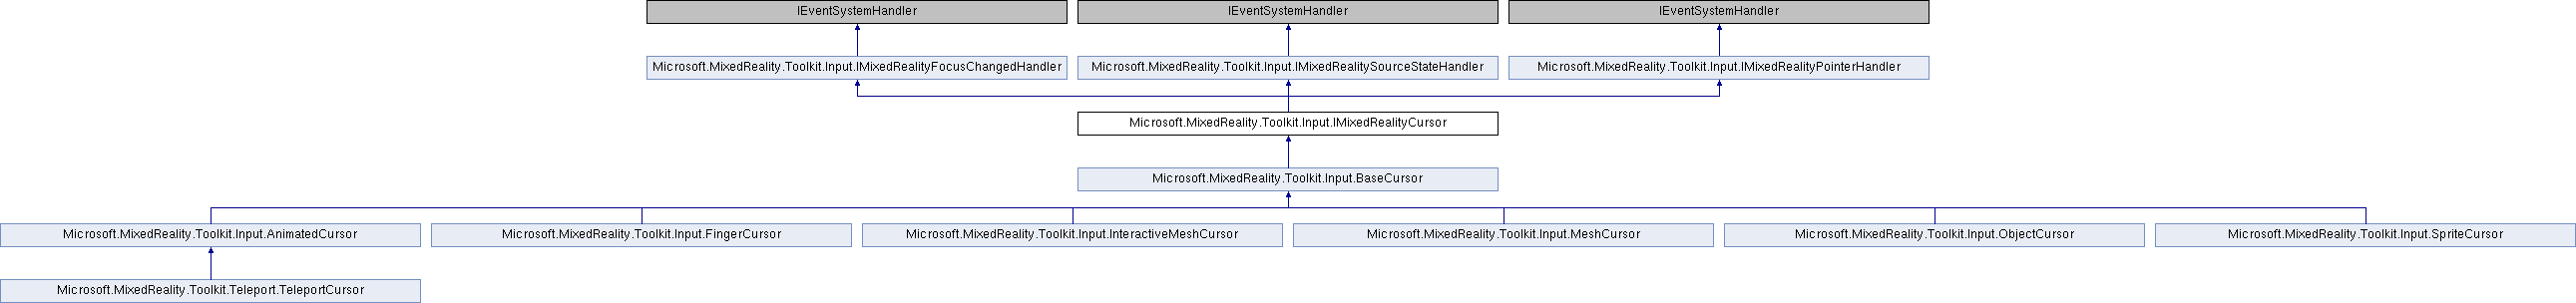 IEventSystemHandler
IEventSystemHandler
IEventSystemHandler
Microsoft.MixedReality.Toolkit.Input.IMixedRealityFocusChangedHandler
Microsoft.MixedReality.Toolkit.Input.IMixedRealitySourceStateHandler
Microsoft.MixedReality.Toolkit.Input.IMixedRealityPointerHandler
Microsoft.MixedReality.Toolkit.Input.IMixedRealityCursor
Microsoft.MixedReality.Toolkit.Input.BaseCursor
Microsoft.MixedReality.Toolkit.Input.AnimatedCursor
Microsoft.MixedReality.Toolkit.Input.FingerCursor
Microsoft.MixedReality.Toolkit.Input.InteractiveMeshCursor
Microsoft.MixedReality.Toolkit.Input.MeshCursor
Microsoft.MixedReality.Toolkit.Input.ObjectCursor
Microsoft.MixedReality.Toolkit.Input.SpriteCursor
Microsoft.MixedReality.Toolkit.Teleport.TeleportCursor